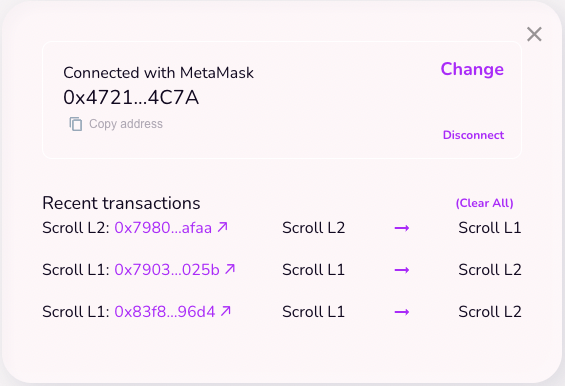 Connected with MetaMask
Change
0x4721...4C7A
Copy address
Disconnect
Recent transactions (Clear All)
Scroll L2: 0x7980...afaa ↗ Scroll L2 → Scroll L1
Scroll L1: 0x7903...025b ↗ Scroll L1 → Scroll L2
Scroll L1: 0x83f8...96d4 ↗ Scroll L1 → Scroll L2